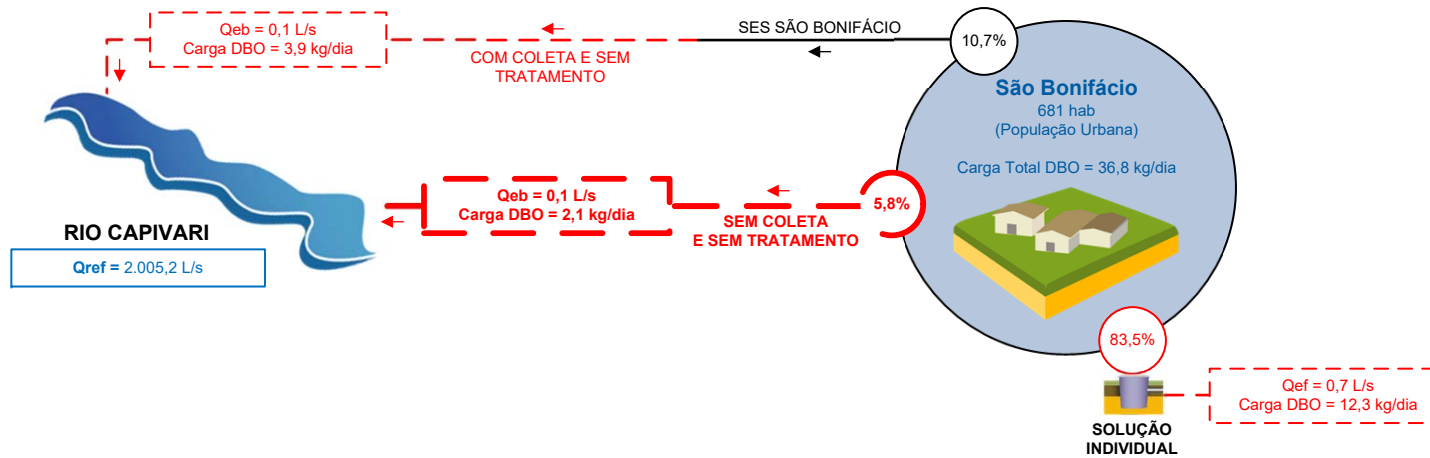 Qeb = 0,1 L/s
Carga DBO = 3,9 kg/dia
COM COLETA E SEM
TRATAMENTO
SES SÃO BONIFÁCIO
10,7%
São Bonifácio
681 hab
(População Urbana)
Carga Total DBO = 36,8 kg/dia
Qeb = 0,1 L/s
Carga DBO = 2,1 kg/dia
SEM COLETA
E SEM TRATAMENTO
5,8%
RIO CAPIVARI
Qref = 2.005,2 L/s
83,5%
SOLUÇÃO
INDIVIDUAL
Qef = 0,7 L/s
Carga DBO = 12,3 kg/dia